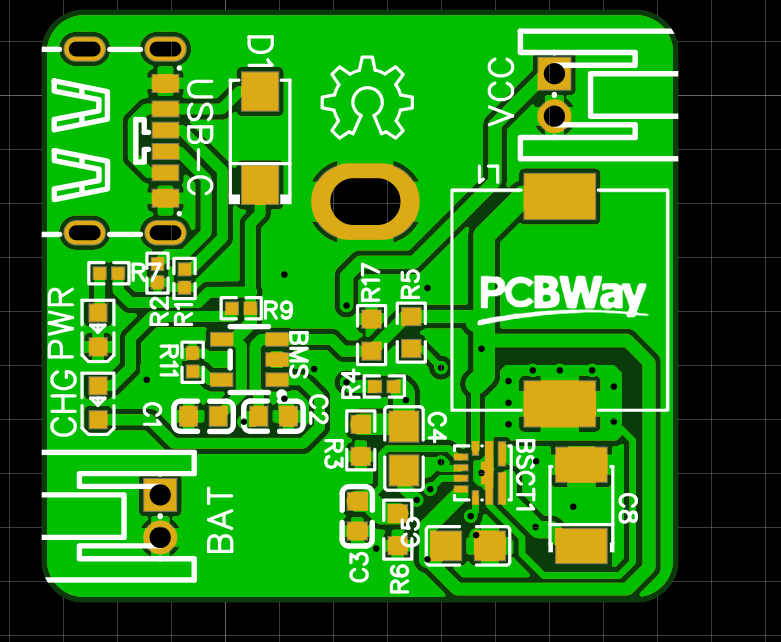 D1
USB-C
VCC
L1
PCBWay
R7
R2
R1
R9
R17
R5
PWR
CHG
R11
BMS
R4
C1
C2
C4
R3
BSCT1
C8
BAT
C3
C5
R6